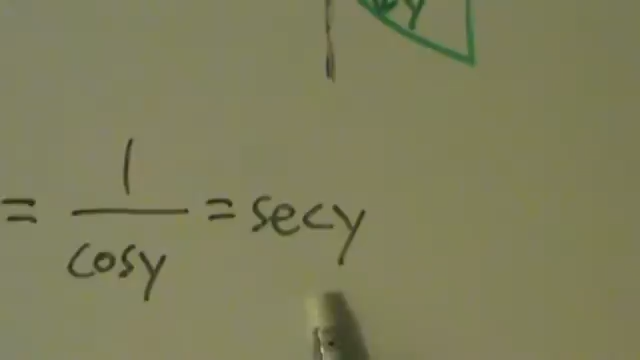 y
= 1/cosy = secy